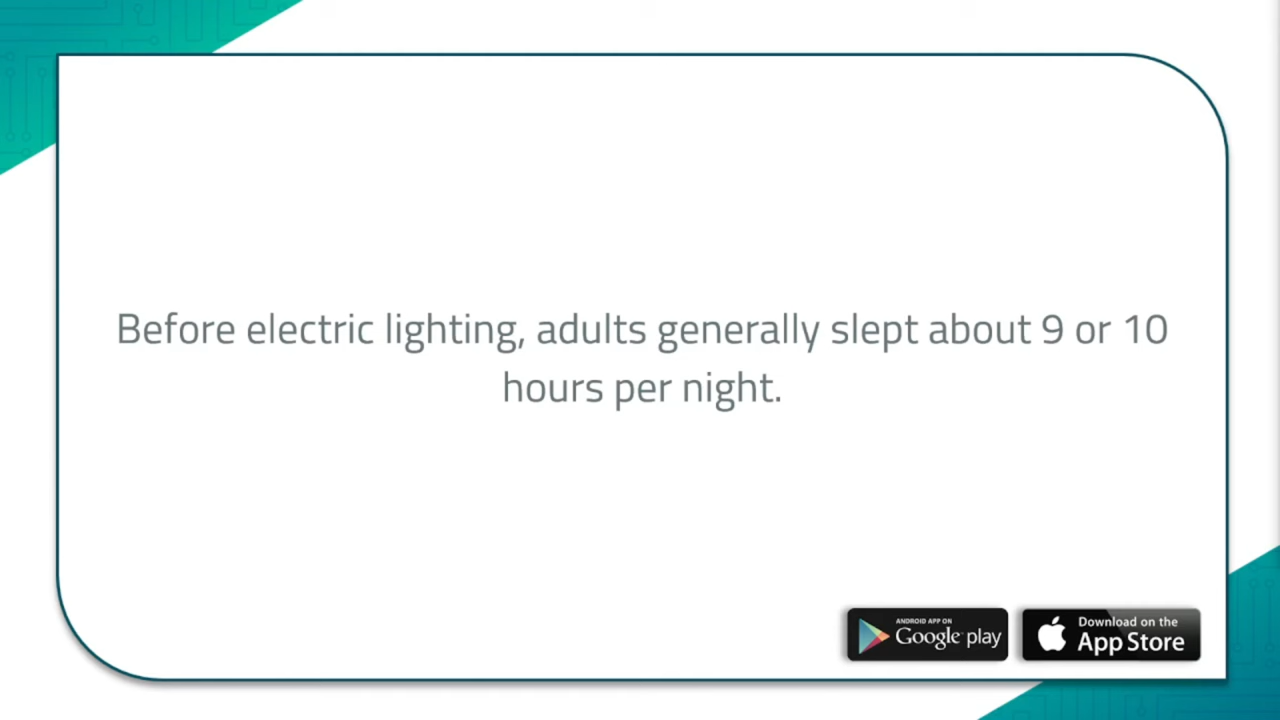 Before electric lighting, adults generally slept about 9 or 10
hours per night.
ANDROID APP ON
Google play
Download on the
App Store